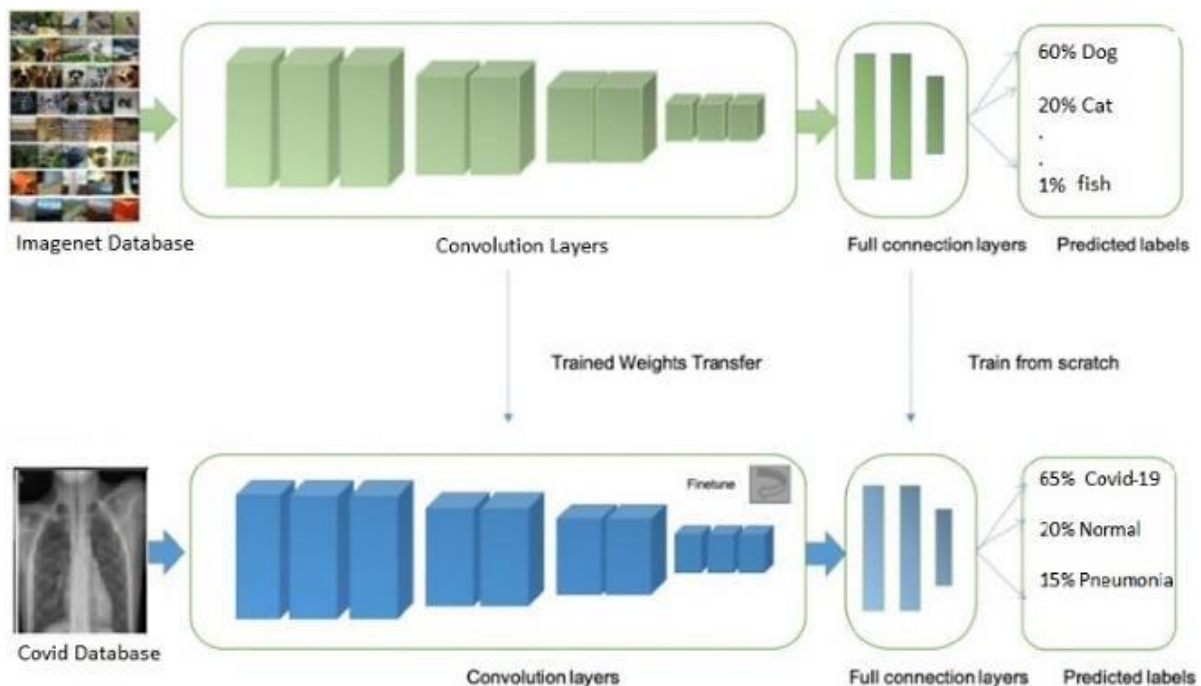 60% Dog
20% Cat
.
.
1% fish
Imagenet Database
Convolution Layers
Full connection layers
Predicted labels
Trained Weights Transfer
Train from scratch
Finetune
65% Covid-19
20% Normal
15% Pneumonia
Covid Database
Convolution layers
Full connection layers
Predicted labels